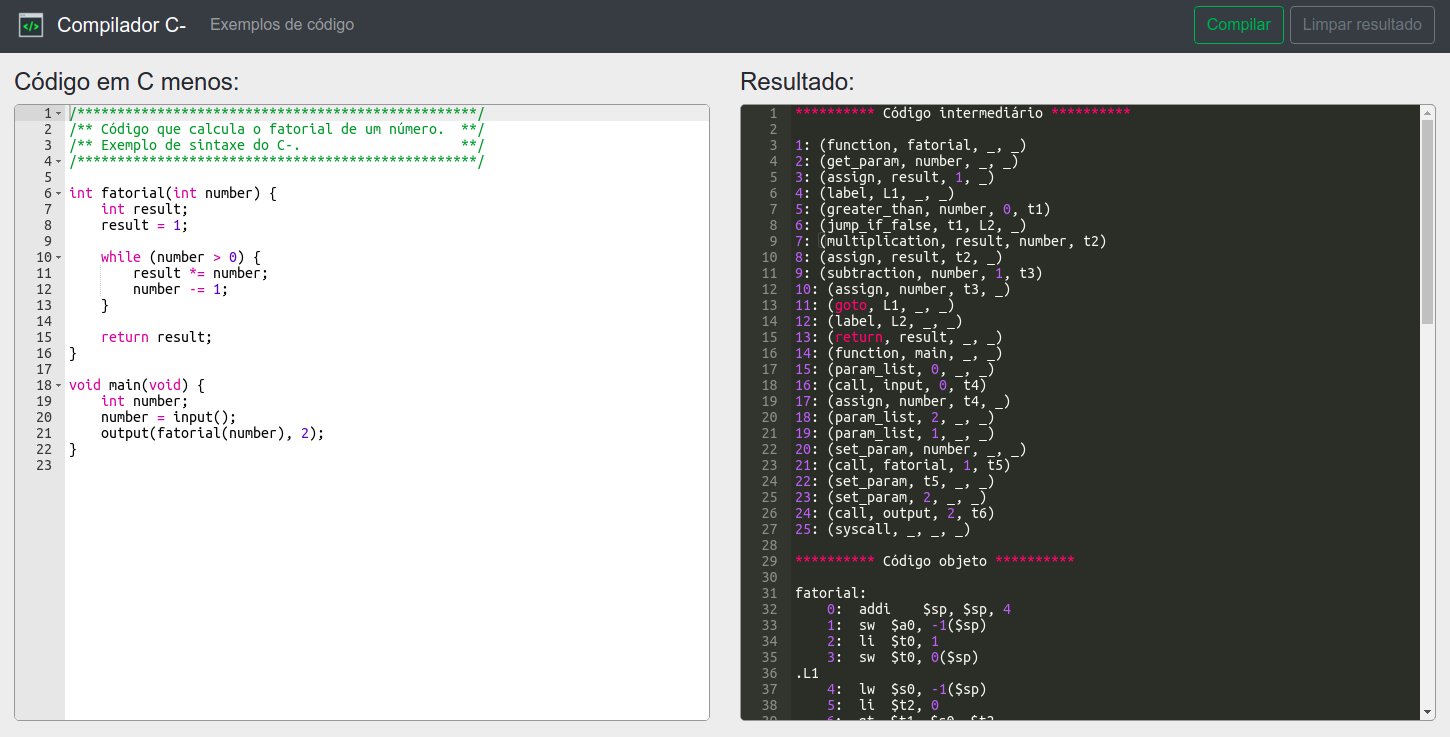 Compilador C-
Exemplos de código
Compilar
Limpar resultado
Código em C menos:
1 /**************************************************/
2 /** Código que calcula o fatorial de um número.  **/
3 /** Exemplo de sintaxe do C-.                    **/
4 /**************************************************/
5
6 int fatorial(int number) {
7     int result;
8     result = 1;
9
10     while (number > 0) {
11         result *= number;
12         number -= 1;
13     }
14
15     return result;
16 }
17
18 void main(void) {
19     int number;
20     number = input();
21     output(fatorial(number), 2);
22 }
23
Resultado:
1 ********** Código intermediário **********
2
3 1: (function, fatorial, _, _)
4 2: (get_param, number, _, _)
5 3: (assign, result, 1, _)
6 4: (label, L1, _, _)
7 5: (greater_than, number, 0, t1)
8 6: (jump_if_false, t1, L2, _)
9 7: (multiplication, result, number, t2)
10 8: (assign, result, t2, _)
11 9: (subtraction, number, 1, t3)
12 10: (assign, number, t3, _)
13 11: (goto, L1, _, _)
14 12: (label, L2, _, _)
15 13: (return, result, _, _)
16 14: (function, main, _, _)
17 15: (param_list, 0, _, _)
18 16: (call, input, 0, t4)
19 17: (assign, number, t4, _)
20 18: (param_list, 2, _, _)
21 19: (param_list, 1, _, _)
22 20: (set_param, number, _, _)
23 21: (call, fatorial, 1, t5)
24 22: (set_param, t5, _, _)
25 23: (set_param, 2, _, _)
26 24: (call, output, 2, t6)
27 25: (syscall, _, _, _)
28
29 ********** Código objeto **********
30
31 fatorial:
32     0:  addi    $sp, $sp, 4
33     1:  sw  $a0, -1($sp)
34     2:  li  $t0, 1
35     3:  sw  $t0, 0($sp)
36 .L1
37     4:  lw  $s0, -1($sp)
38     5:  li  $t2, 0